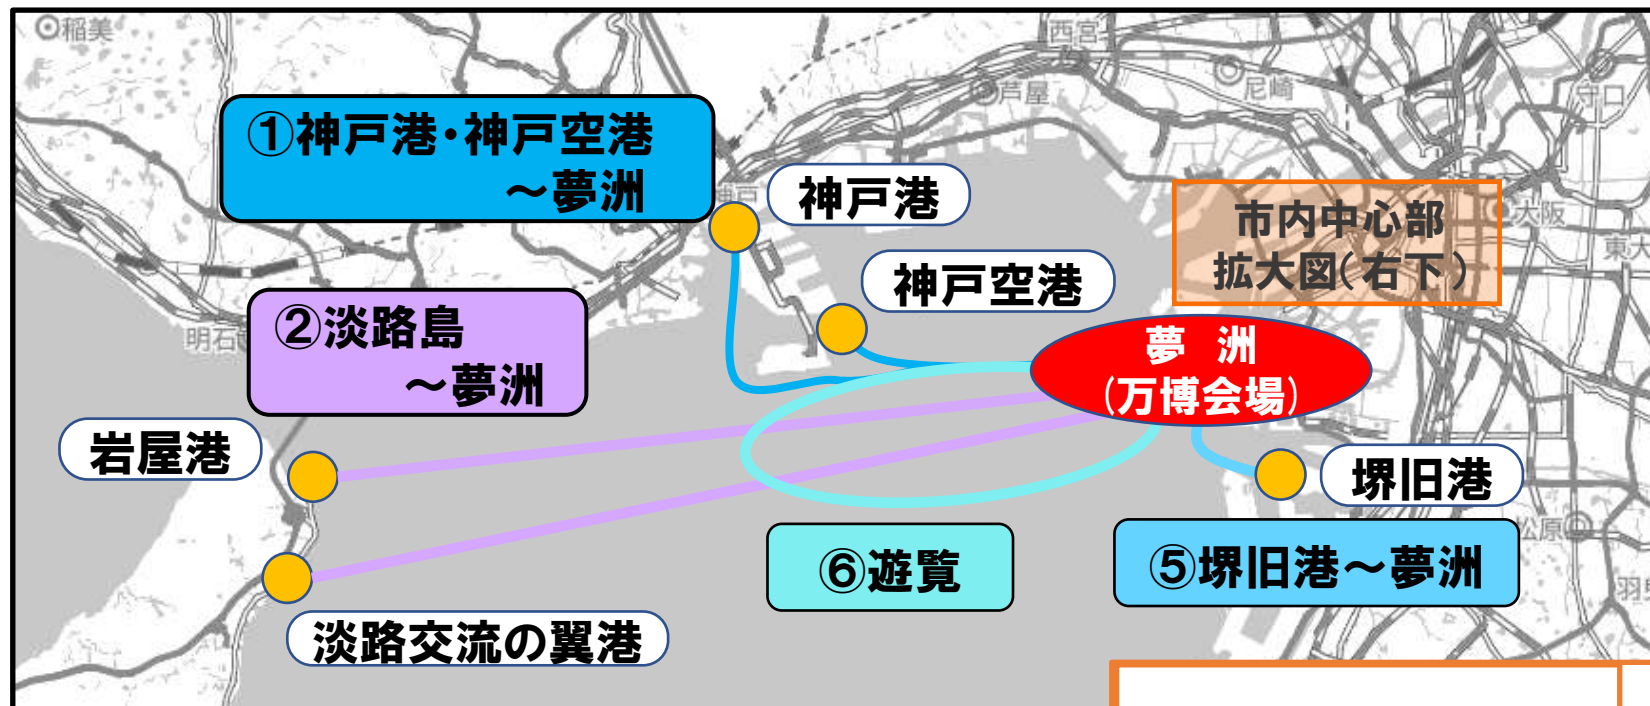 稲美
西宮
芦屋
尼崎
守口
①神戸港・神戸空港
～夢洲
神戸港
市内中心部
拡大図(右下)
大阪
神戸空港
②淡路島
～夢洲
明石
夢 洲
(万博会場)
岩屋港
堺旧港
松原
⑥遊覧
⑤堺旧港～夢洲
淡路交流の翼港